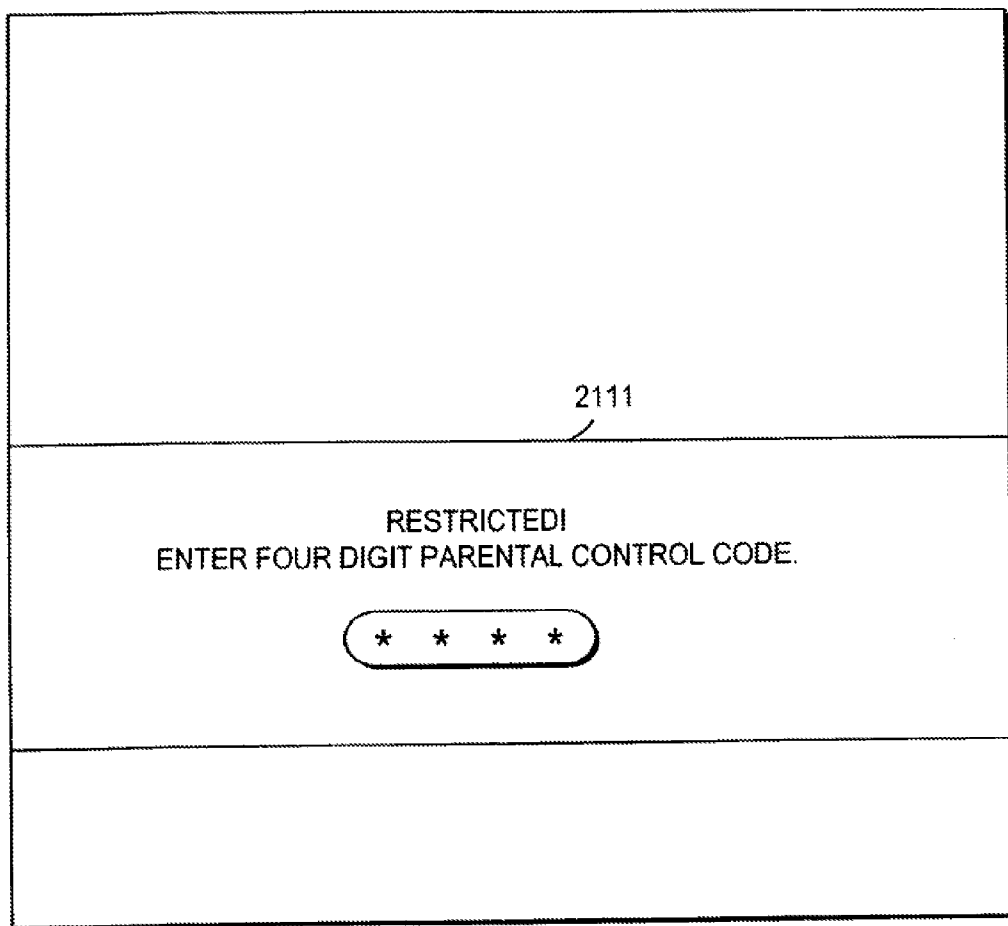 2111
RESTRICTED!
ENTER FOUR DIGIT PARENTAL CONTROL CODE.
* * * *